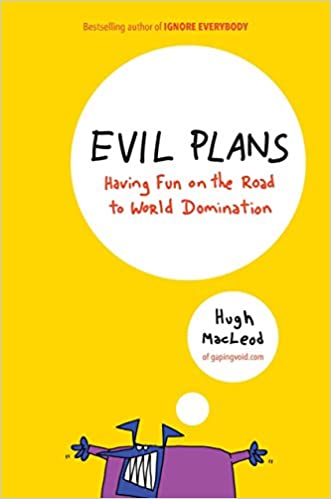 Bestselling author of IGNORE EVERYBODY
EVIL PLANS
Having Fun on the Road
to World Domination
Hugh
MacLeod
of gapingvoid.com